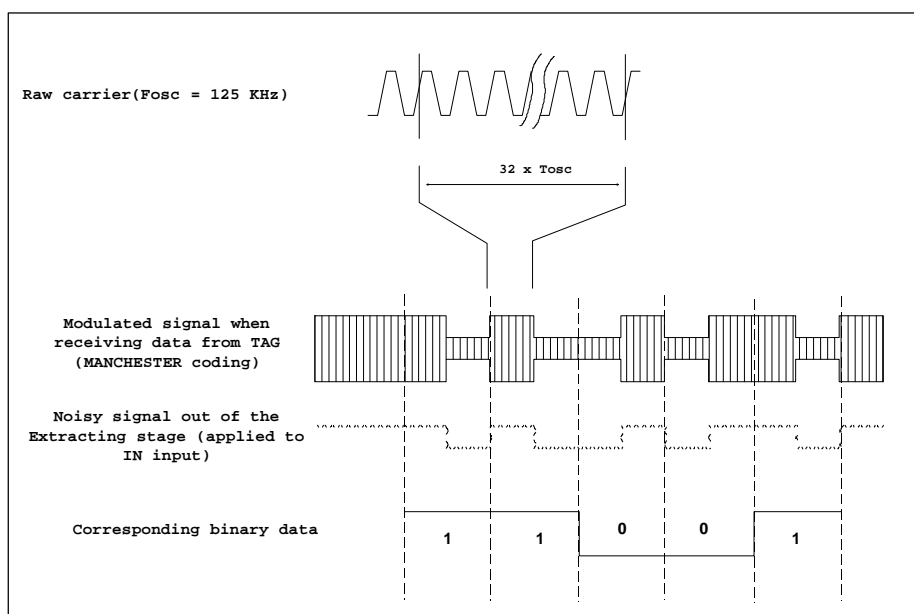 Raw carrier(Fosc = 125 KHz)
32 x Tosc
Modulated signal when
receiving data from TAG
(MANCHESTER coding)
Noisy signal out of the
Extracting stage (applied to
IN input)
Corresponding binary data
1 1 0 0 1